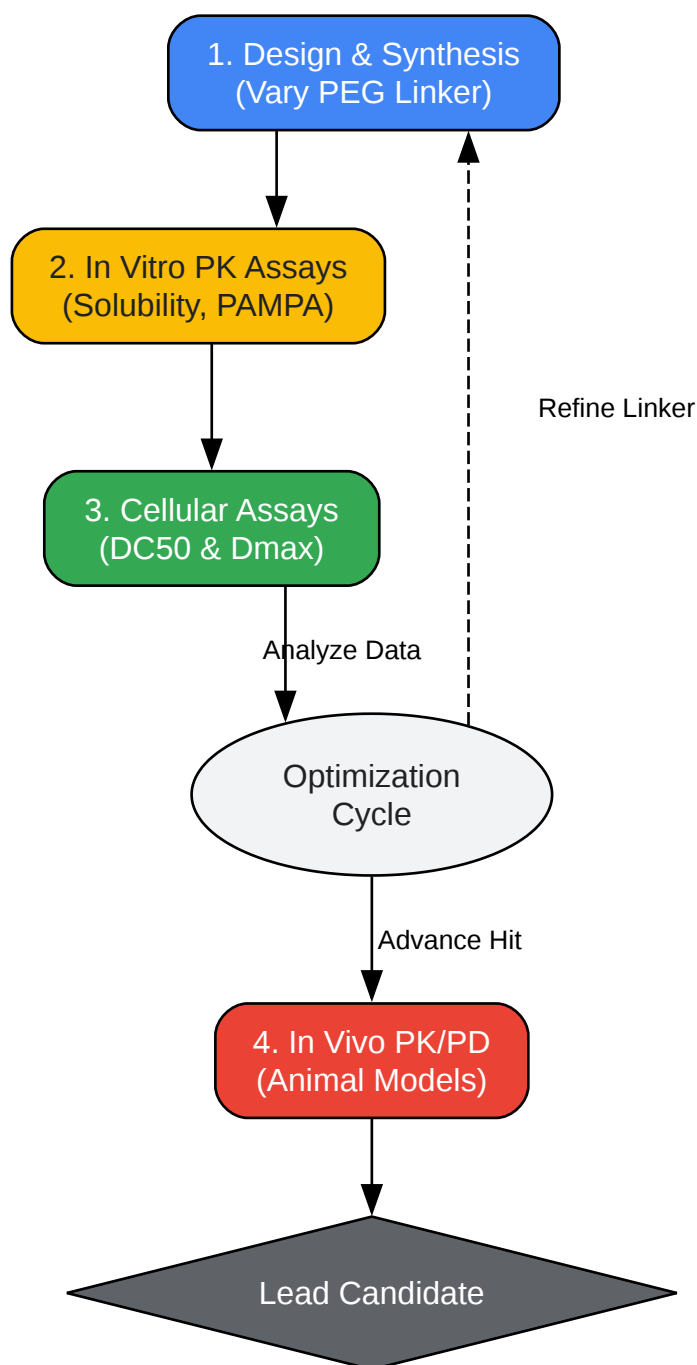 1. Design & Synthesis
(Vary PEG Linker)
2. In Vitro PK Assays
(Solubility, PAMPA)
Refine Linker
3. Cellular Assays
(DC50 & Dmax)
Analyze Data
Optimization
Cycle
Advance Hit
4. In Vivo PK/PD
(Animal Models)
Lead Candidate